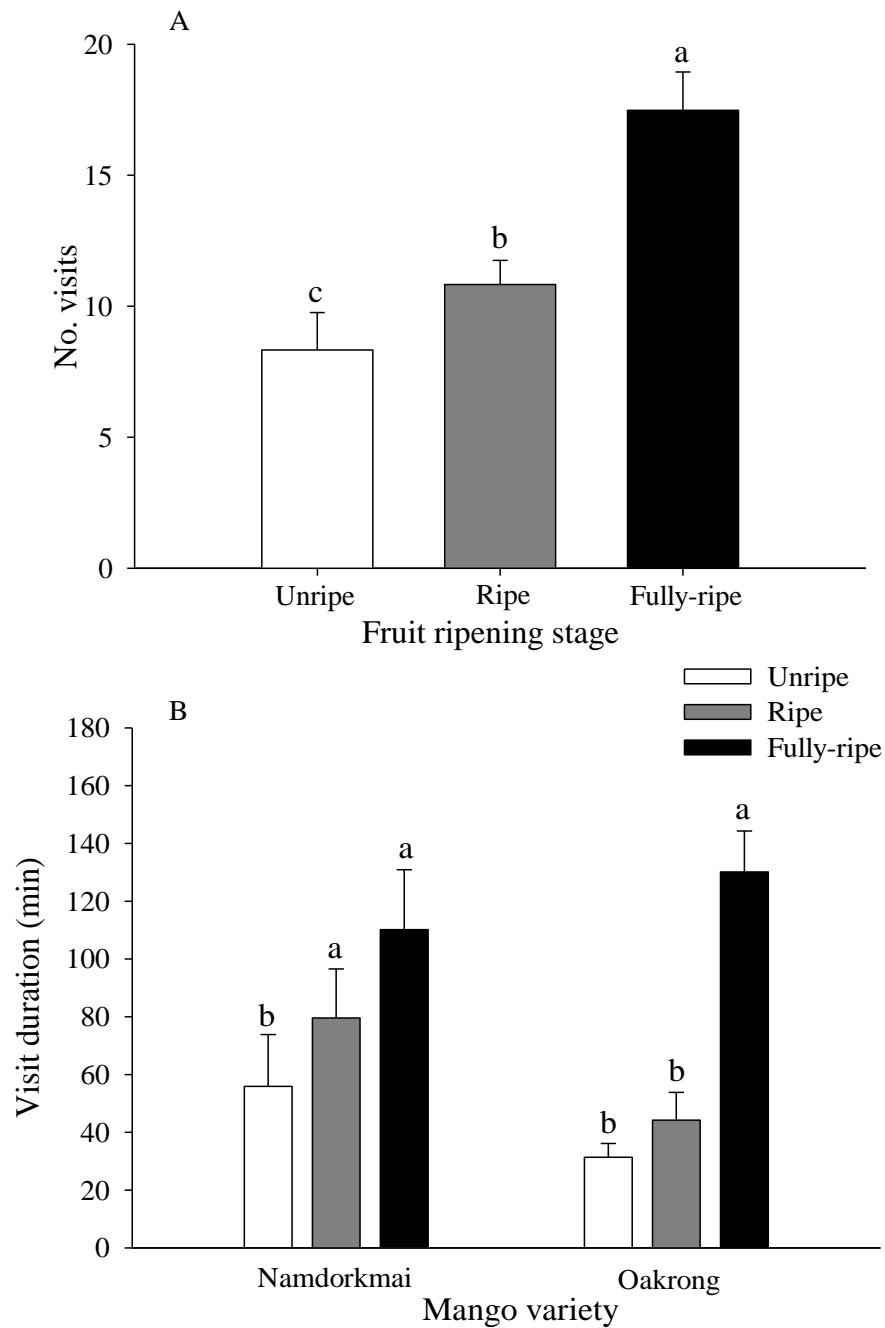 A
20
15
10
5
0
No. visits
c
b
a
Unripe Ripe Fully-ripe
Fruit ripening stage
Unripe
Ripe
Fully-ripe
B
180
160
140
120
100
80
60
40
20
0
Visit duration (min)
b
a
a
b
b
a
Namdorkmai Oakrong
Mango variety